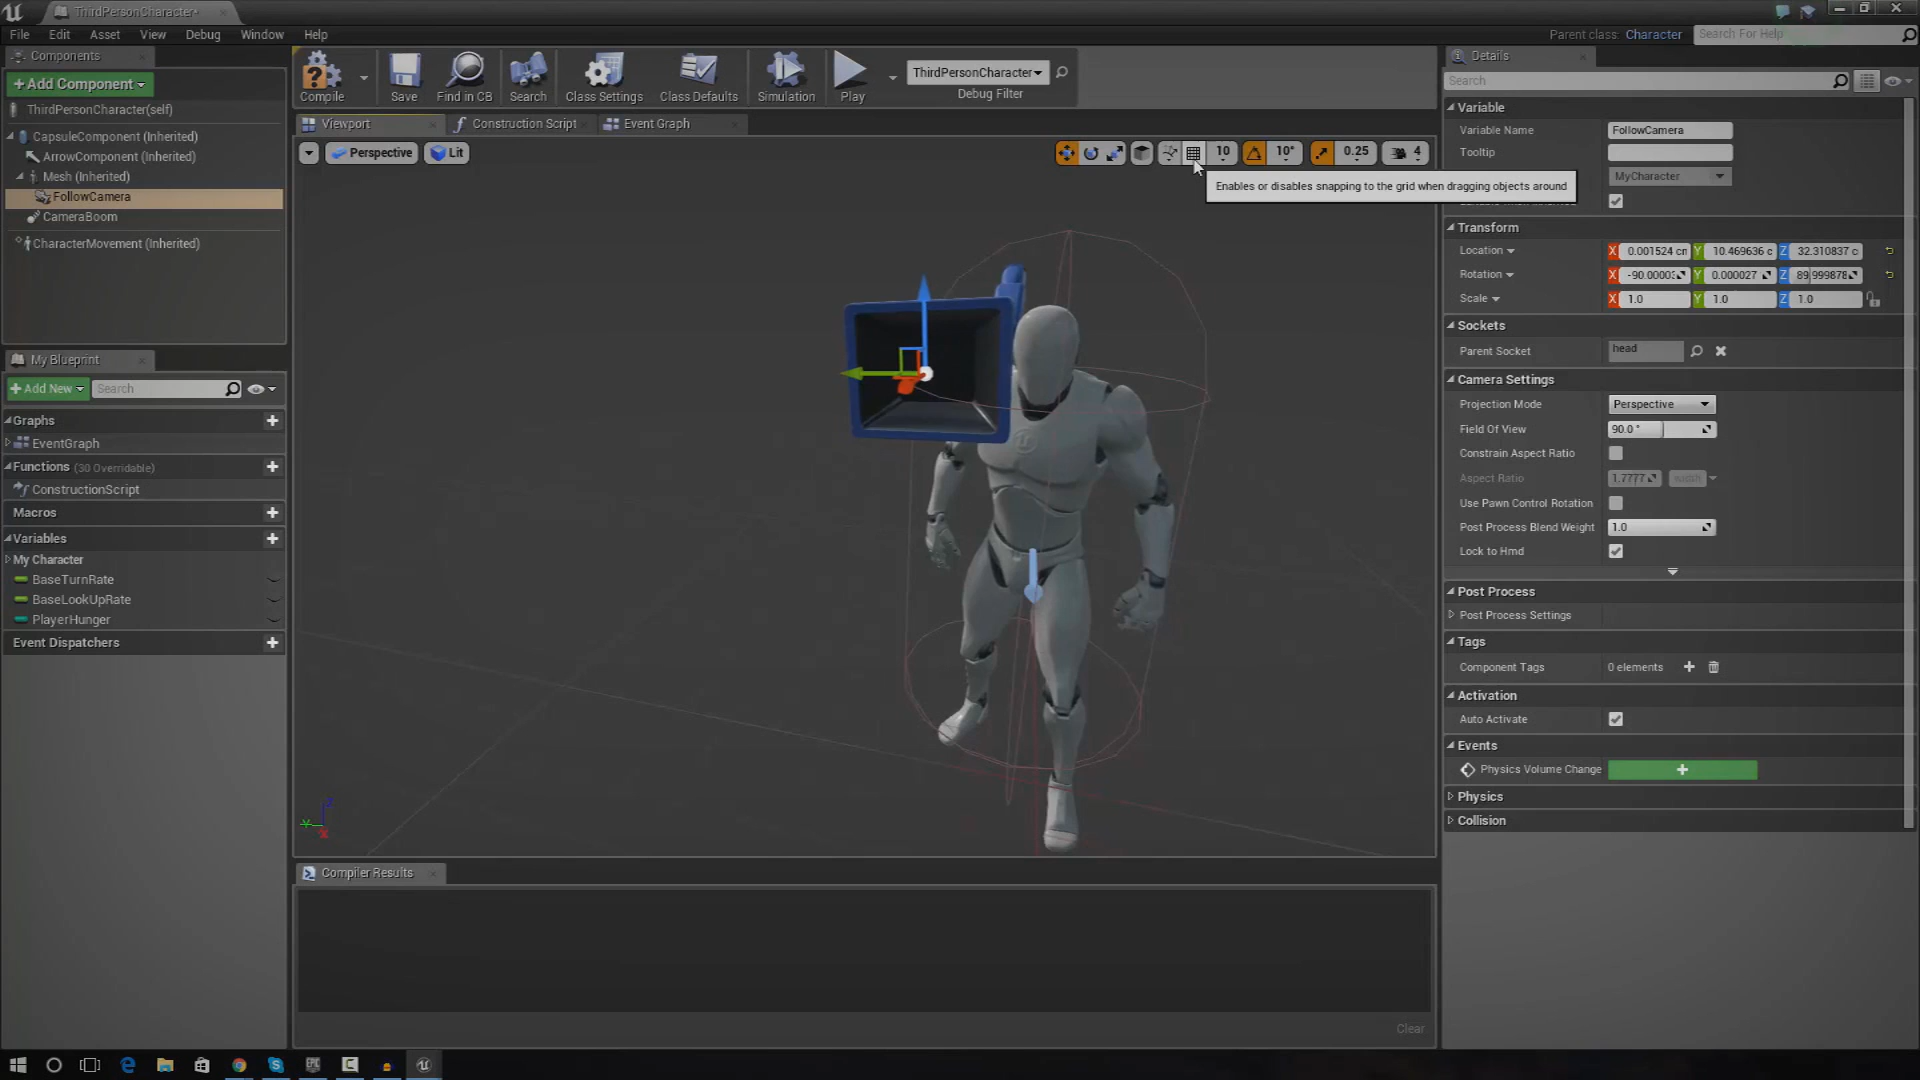 ThirdPersonCharacter*
File Edit Asset View Debug Window Help
Parent class: Character Search For Help
Components
+Add Component
ThirdPersonCharacter(self)
CapsuleComponent (Inherited)
ArrowComponent (Inherited)
Mesh (Inherited)
FollowCamera
CameraBoom
CharacterMovement (Inherited)
My Blueprint
+Add New Search
Graphs
EventGraph
Functions (30 Overridable)
ConstructionScript
Macros
Variables
My Character
BaseTurnRate
BaseLookUpRate
PlayerHunger
Event Dispatchers
Compile Save Find in CB Search Class Settings Class Defaults Simulation Play
ThirdPersonCharacter
Debug Filter
Viewport Construction Script Event Graph
Perspective Lit 10 10° 0.25 4
Enables or disables snapping to the grid when dragging objects around
Compiler Results
Clear
Details
Search
Variable
Variable Name FollowCamera
Tooltip
MyCharacter
Transform
Location X 0.001524 cm Y 10.469636 c Z 32.310837 c
Rotation X -90.00003 Y 0.000027 Z 89.999878
Scale X 1.0 Y 1.0 Z 1.0
Sockets
Parent Socket head
Camera Settings
Projection Mode Perspective
Field Of View 90.0 °
Constrain Aspect Ratio
Aspect Ratio 1.7777 width
Use Pawn Control Rotation
Post Process Blend Weight 1.0
Lock to Hmd
Post Process
Post Process Settings
Tags
Component Tags 0 elements
Activation
Auto Activate
Events
Physics Volume Change +
Physics
Collision